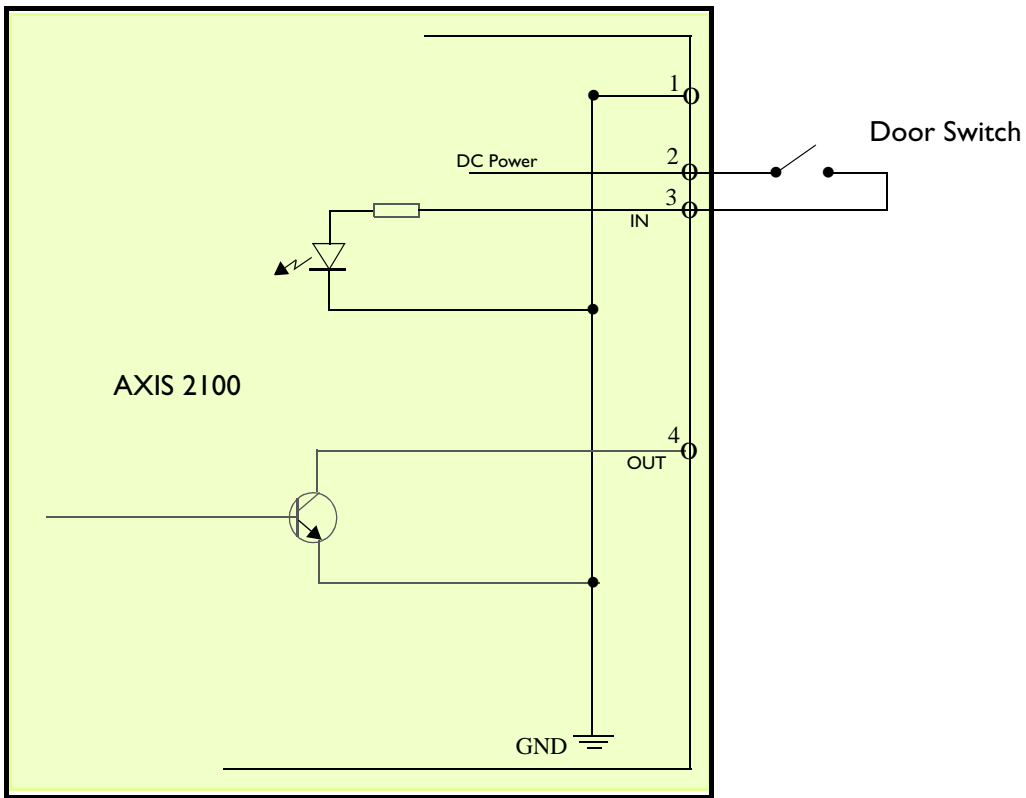 1
Door Switch
DC Power
2
3
IN
AXIS 2100
4
OUT
GND